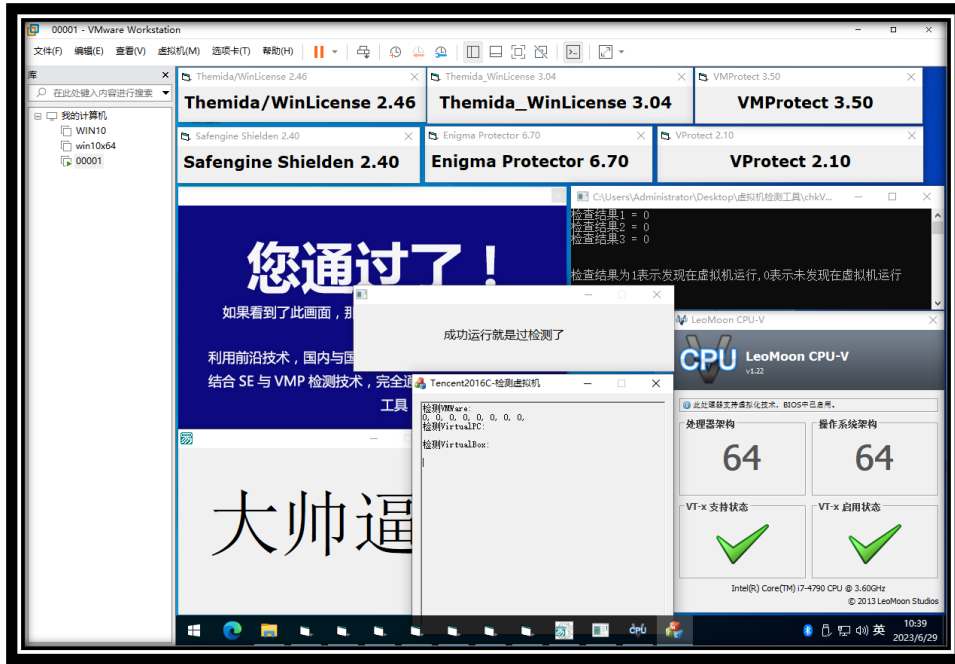 00001 - VMware Workstation
文件(F) 编辑(E) 查看(V) 虚拟机(M) 选项卡(T) 帮助(H)
库
在此处键入内容进行搜索
我的计算机
WIN10
win10x64
00001
Themida/WinLicense 2.46
Themida/WinLicense 2.46
Themida_WinLicense 3.04
Themida_WinLicense 3.04
VMProtect 3.50
VMProtect 3.50
Safengine Shielden 2.40
Safengine Shielden 2.40
Enigma Protector 6.70
Enigma Protector 6.70
VProtect 2.10
VProtect 2.10
您通过了！
如果看到了此画面，
利用前沿技术，国内与国
结合 SE 与 VMP 检测技术，完全
工具
C:\Users\Administrator\Desktop\虚拟机检测工具\chkV...
检查结果1 = 0
检查结果2 = 0
检查结果3 = 0
检查结果为1表示发现在虚拟机运行,0表示未发现在虚拟机运行
成功运行就是过检测了
Tencent2016C-检测虚拟机
检测VMWare:
0, 0, 0, 0, 0, 0, 0, 0,
检测VirtualPC:
检测VirtualBox:
大帅逼
LeoMoon CPU-V
CPU
LeoMoon CPU-V
v1.22
此处理器支持虚拟化技术，BIOS中已启用。
处理器架构
64
操作系统架构
64
VT-x 支持状态
VT-x 启用状态
Intel(R) Core(TM) i7-4790 CPU @ 3.60GHz
© 2013 LeoMoon Studios
CPU
英
10:39
2023/6/29